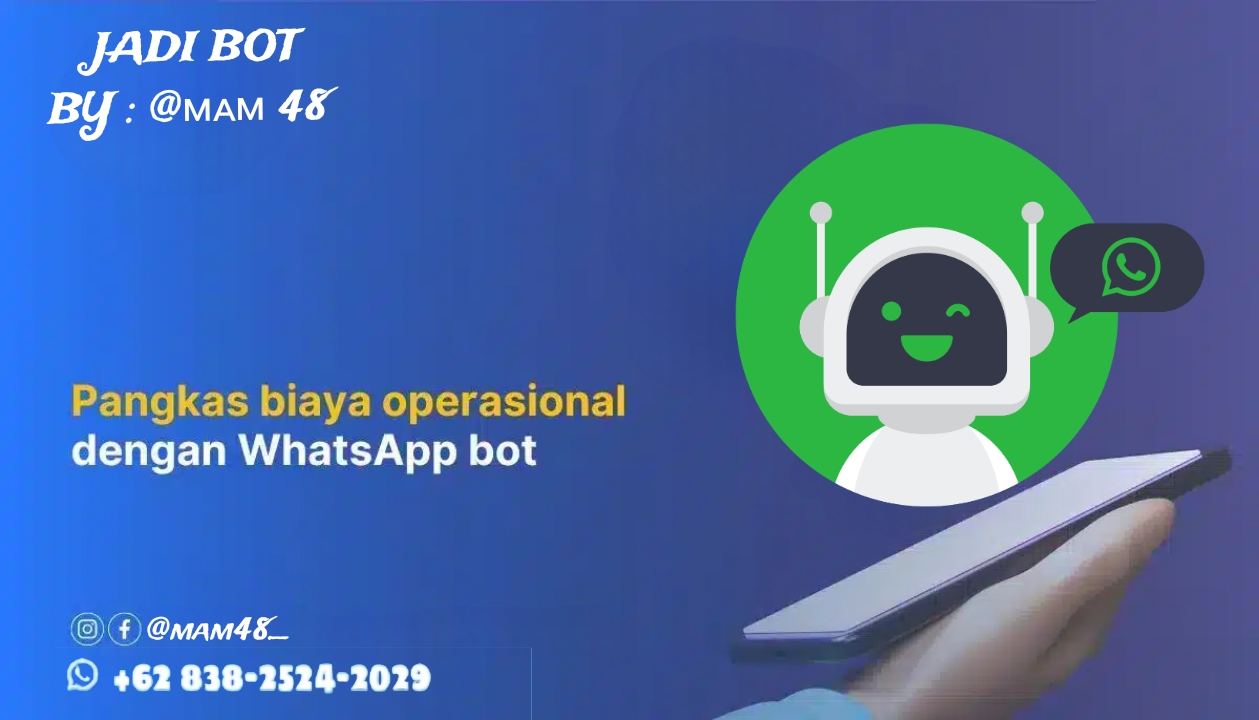 JADI BOT
BY : @MAM 48
Pangkas biaya operasional
dengan WhatsApp bot
@MAM48_
+62 838-2524-2029